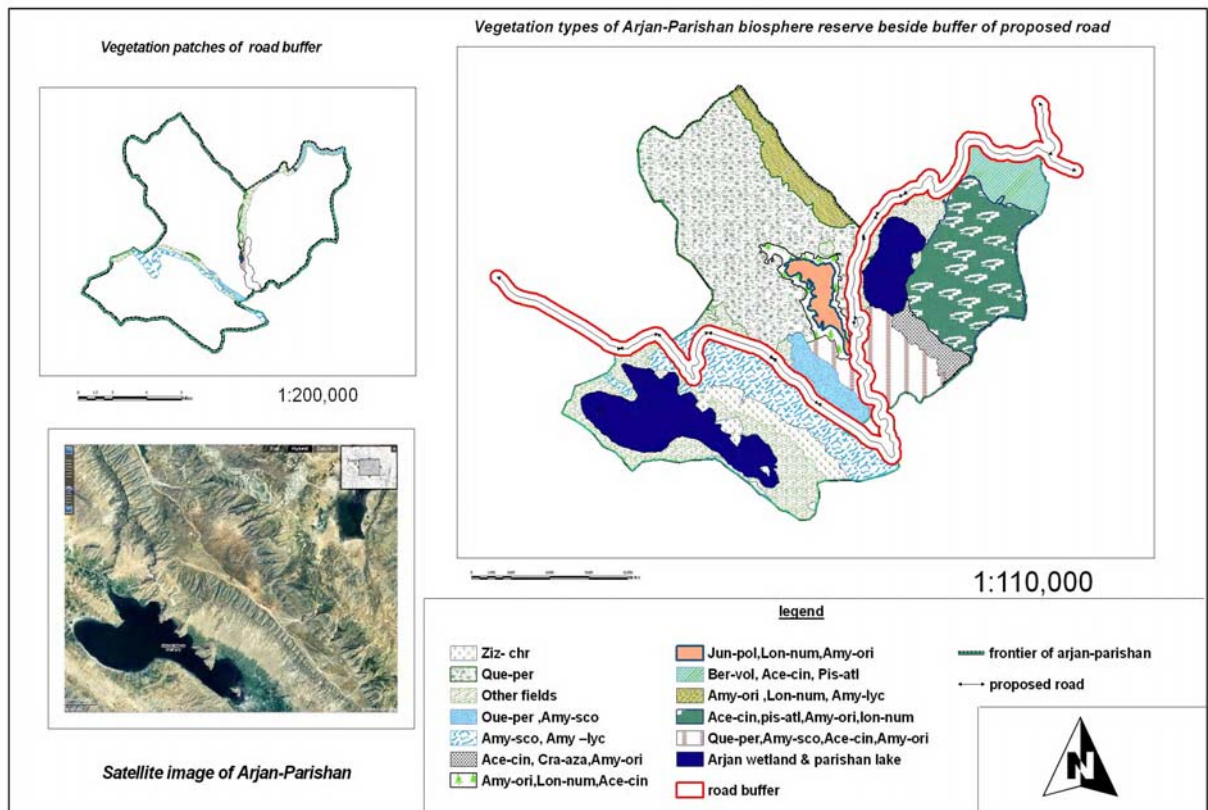 Vegetation patches of road buffer
Vegetation types of Arjan-Parishan biosphere reserve beside buffer of proposed road
1:200,000
1:110,000
Satellite image of Arjan-Parishan
legend
Ziz- chr
Que-per
Other fields
Oue-per ,Amy-sco
Amy-sco, Amy –lyc
Ace-cin, Cra-aza,Amy-ori
Amy-ori,Lon-num,Ace-cin
Jun-pol,Lon-num,Amy-ori
Ber-vol, Ace-cin, Pis-atl
Amy-ori ,Lon-num, Amy-lyc
Ace-cin,pis-atl,Amy-ori,lon-num
Que-per,Amy-sco,Ace-cin,Amy-ori
Arjan wetland & parishan lake
road buffer
frontier of arjan-parishan
proposed road
N